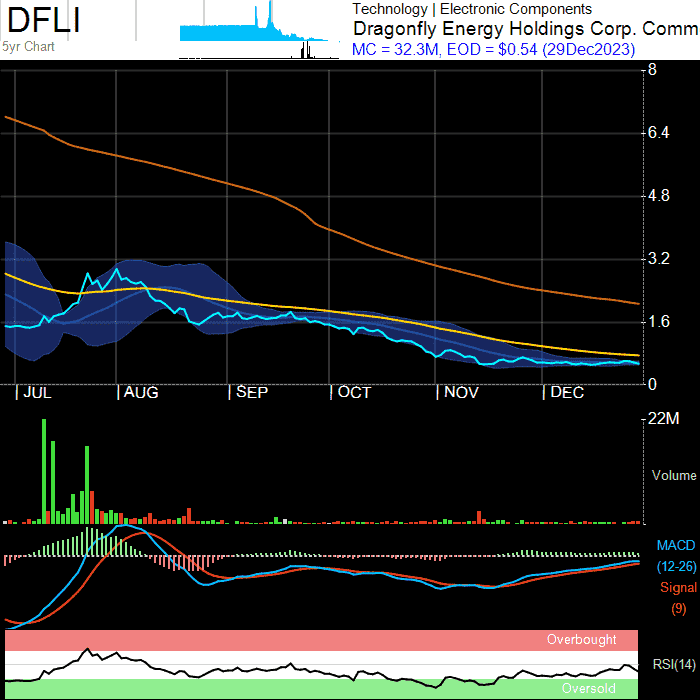 DFLI
5yr Chart
Technology | Electronic Components
Dragonfly Energy Holdings Corp. Comm
MC = 32.3M, EOD = $0.54 (29Dec2023)
8
6.4
4.8
3.2
1.6
0
JUL AUG SEP OCT NOV DEC
22M
Volume
MACD
(12-26)
Signal
(9)
Overbought
RSI(14)
Oversold